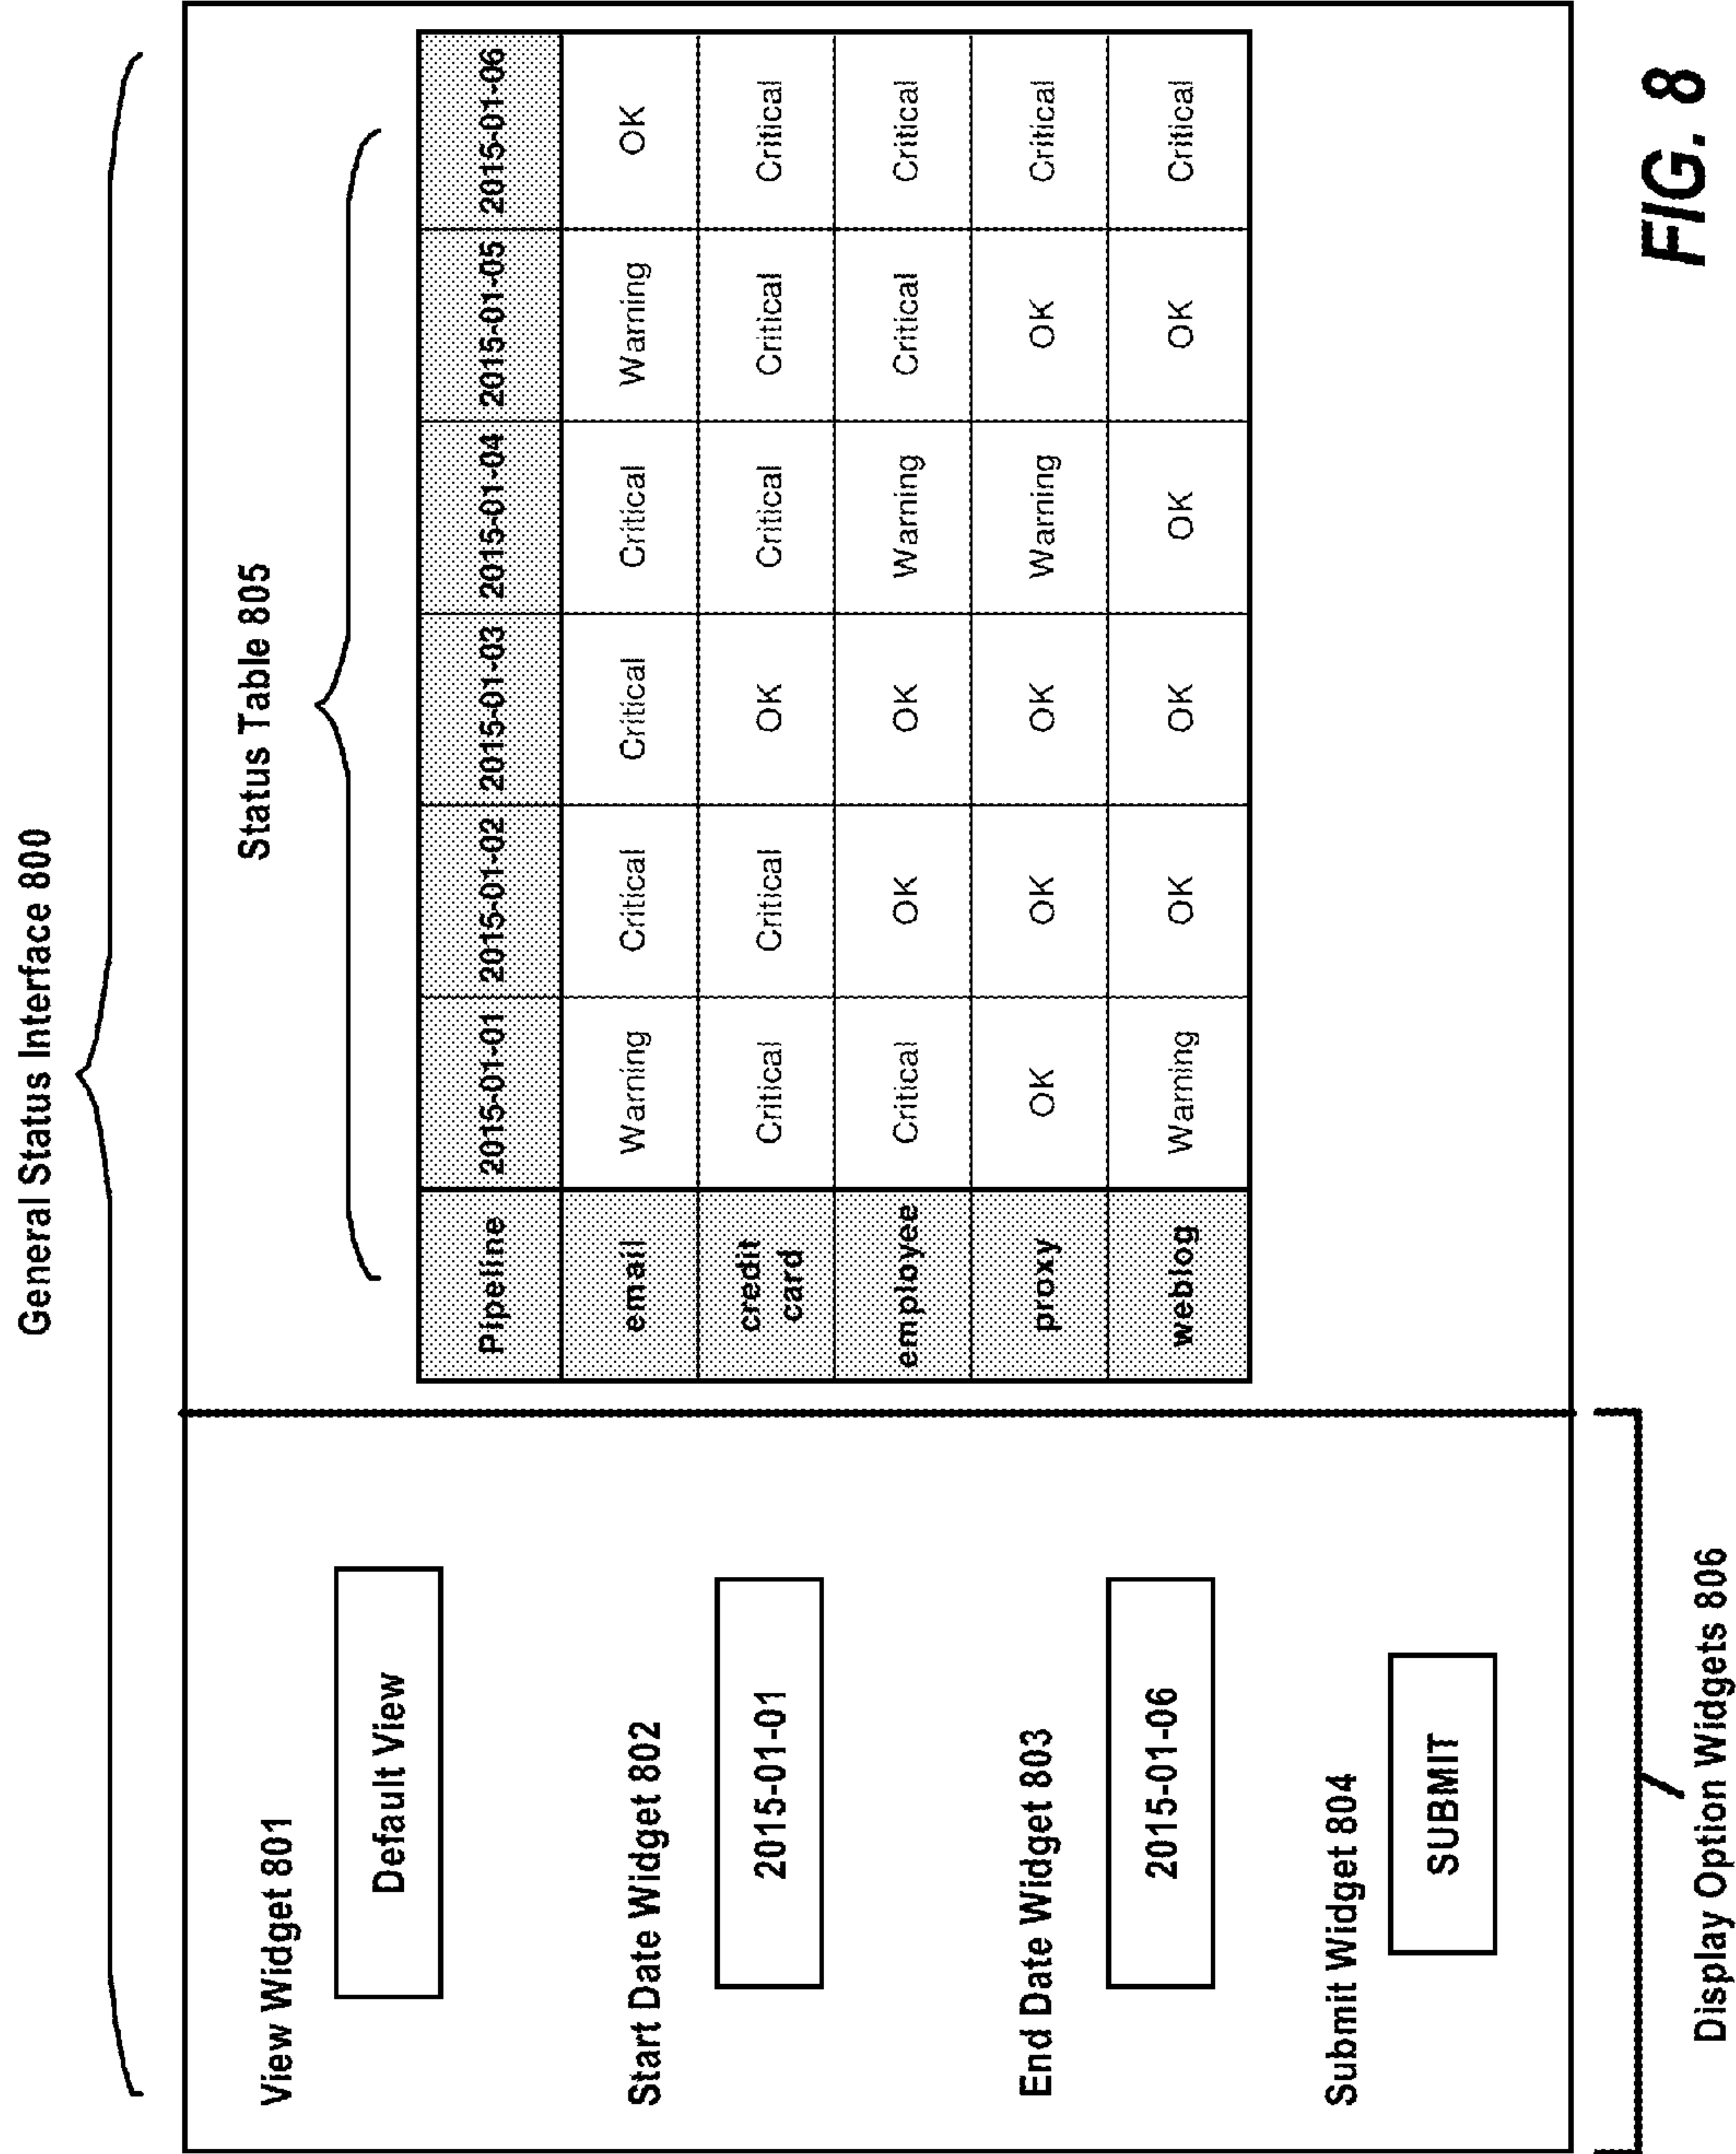 General Status Interface 800
View Widget 801
Default View
Start Date Widget 802
2015-01-01
End Date Widget 803
2015-01-06
Submit Widget 804
SUBMIT
Display Option Widgets 806
Status Table 805
Pipeline 2015-01-01 2015-01-02 2015-01-03 2015-01-04 2015-01-05 2015-01-06
email Warning Critical Critical Critical Warning OK
credit
card Critical Critical OK Critical Critical Critical
employee Critical OK OK Warning Critical Critical
proxy OK OK OK Warning OK Critical
weblog Warning OK OK OK OK Critical
FIG. 8